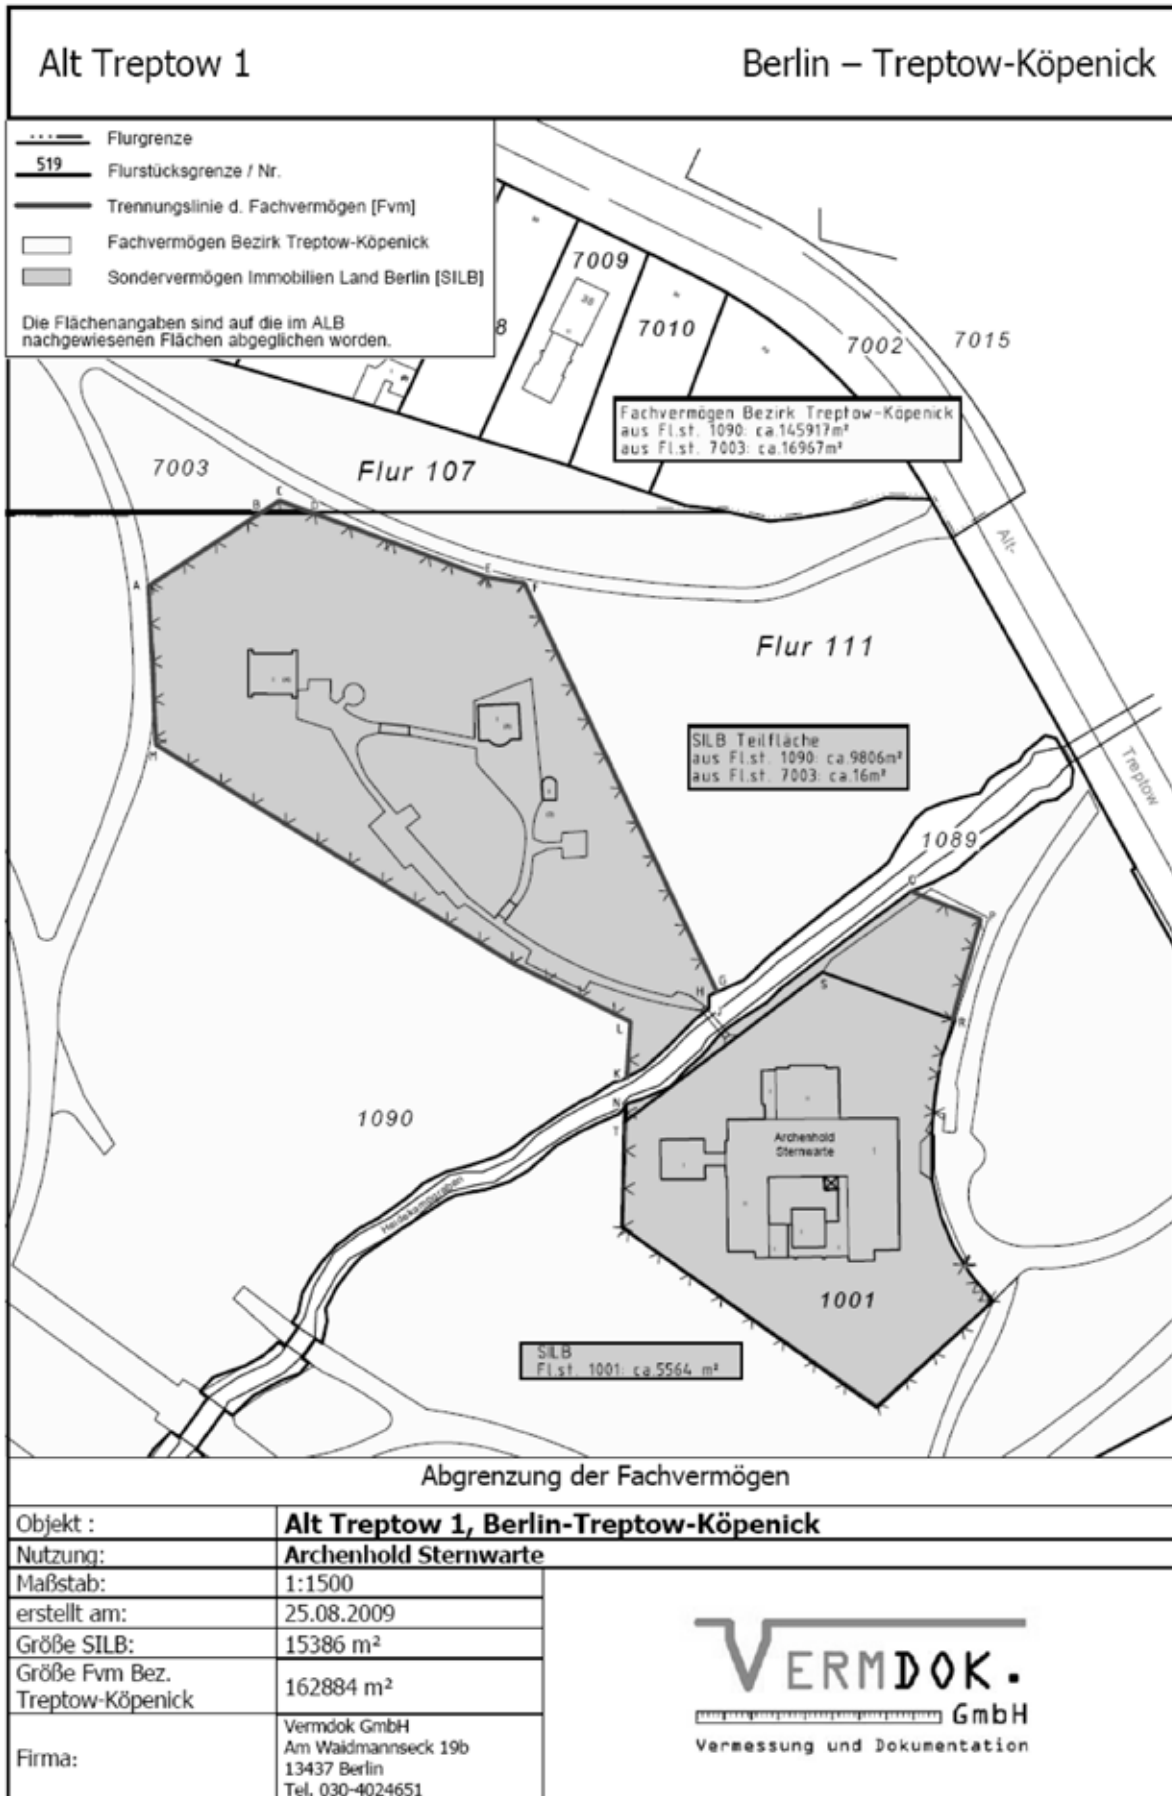 Alt Treptow 1
Berlin – Treptow-Köpenick
Flurgrenze
519
Flurstücksgrenze / Nr.
Trennungslinie d. Fachvermögen [Fvm]
Fachvermögen Bezirk Treptow-Köpenick
Sondervermögen Immobilien Land Berlin [SILB]
Die Flächenangaben sind auf die im ALB
nachgewiesenen Flächen abgeglichen worden.
7009
38
8
7010
7002
7015
Fachvermögen Bezirk Treptow-Köpenick
aus Fl.st. 1090: ca.145917m²
aus Fl.st. 7003: ca.16967m²
7003
Flur 107
C
B
D
Alt-
E
A
F
Flur 111
SILB Teilfläche
aus Fl.st. 1090: ca.9806m²
aus Fl.st. 7003: ca.16m²
M
Treptow
1089
Q
P
G
S
H
J
R
L
K
N
T
1090
Archenhold
Sternwarte
Heidekampgraben
1001
SILB
Fl.st. 1001: ca.5564 m²
Abgrenzung der Fachvermögen
Objekt :
Alt Treptow 1, Berlin-Treptow-Köpenick
Nutzung:
Archenhold Sternwarte
Maßstab:
1:1500
erstellt am:
25.08.2009
Größe SILB:
15386 m²
Größe Fvm Bez.
Treptow-Köpenick
162884 m²
Firma:
Vermdok GmbH
Am Waidmannseck 19b
13437 Berlin
Tel. 030-4024651
VERMDOK.
GmbH
Vermessung und Dokumentation